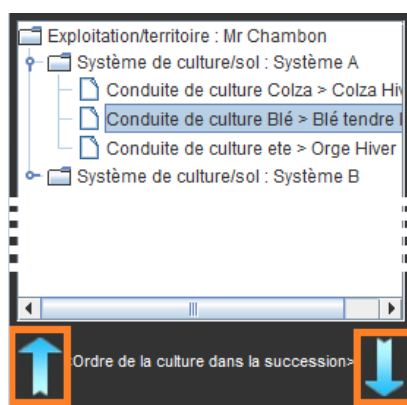 Exploitation/territoire : Mr Chambon
Système de culture/sol : Système A
Conduite de culture Colza > Colza Hiv
Conduite de culture Blé > Blé tendre
Conduite de culture ete > Orge Hiver
Système de culture/sol : Système B
<Ordre de la culture dans la succession>